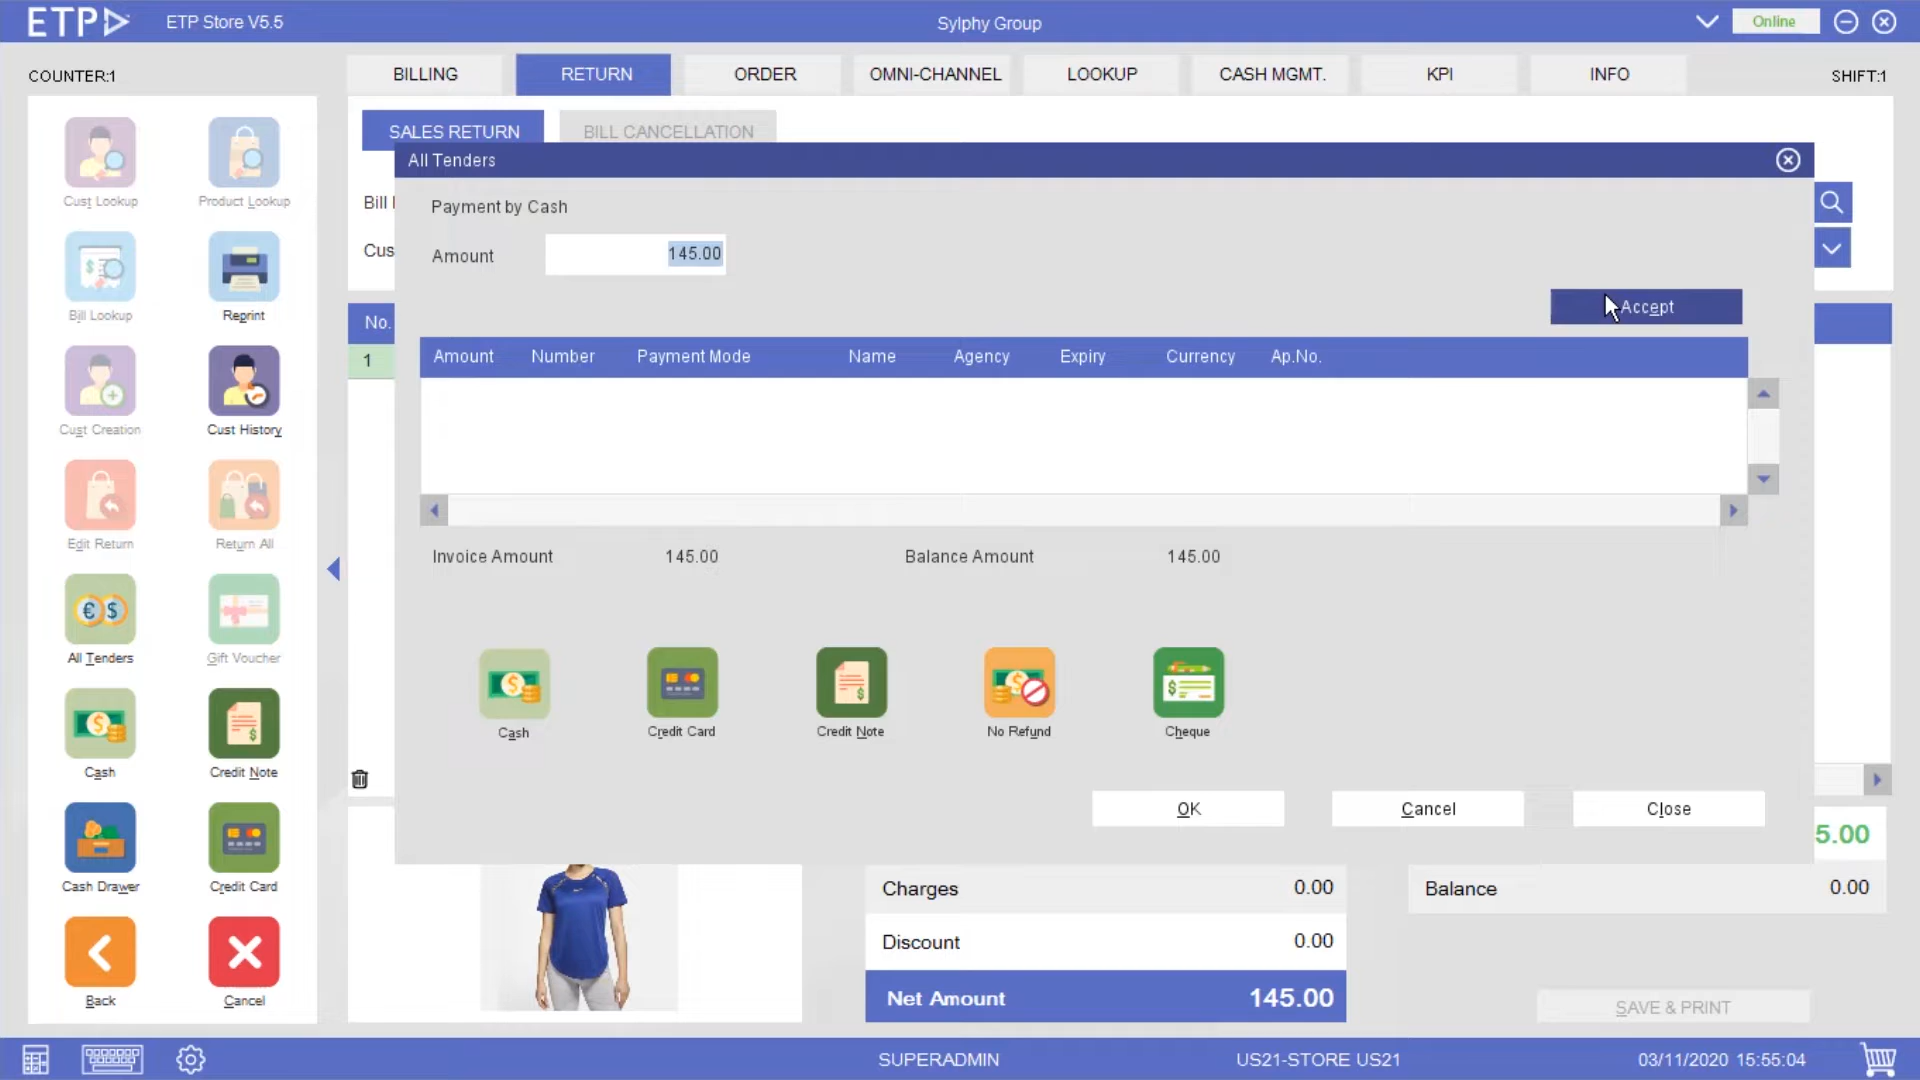 ETP
ETP Store V5.5
Sylphy Group
Online
COUNTER:1
BILLING
RETURN
ORDER
OMNI-CHANNEL
LOOKUP
CASH MGMT.
KPI
INFO
SHIFT:1
SALES RETURN
BILL CANCELLATION
All Tenders
Cust Lookup
Product Lookup
Bill
Payment by Cash
Cus
Amount
145.00
Bill Lookup
Reprint
Accept
No.
1
Amount
Number
Payment Mode
Name
Agency
Expiry
Currency
Ap.No.
Cust Creation
Cust History
Edit Return
Return All
Invoice Amount
145.00
Balance Amount
145.00
All Tenders
Gift Voucher
Cash
Credit Card
Credit Note
No Refund
Cheque
Cash
Credit Note
OK
Cancel
Close
5.00
Cash Drawer
Credit Card
Charges
0.00
Balance
0.00
Discount
0.00
Net Amount
145.00
Back
Cancel
SAVE & PRINT
SUPERADMIN
US21-STORE US21
03/11/2020 15:55:04